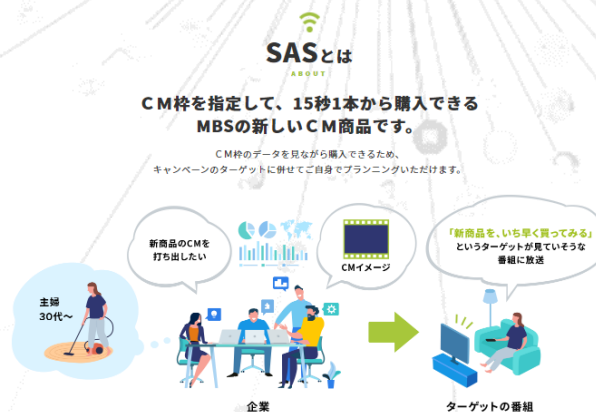 SASとは
ABOUT
CM枠を指定して、15秒1本から購入できる
MBSの新しいCM商品です。
CM枠のデータを見ながら購入できるため、
キャンペーンのターゲットに併せてご自身でプランニングいただけます。
新商品のCMを
打ち出したい
CMイメージ
「新商品を、いち早く買ってみる」
というターゲットが見ていそうな
番組に放送
主婦
30代〜
企業
ターゲットの番組